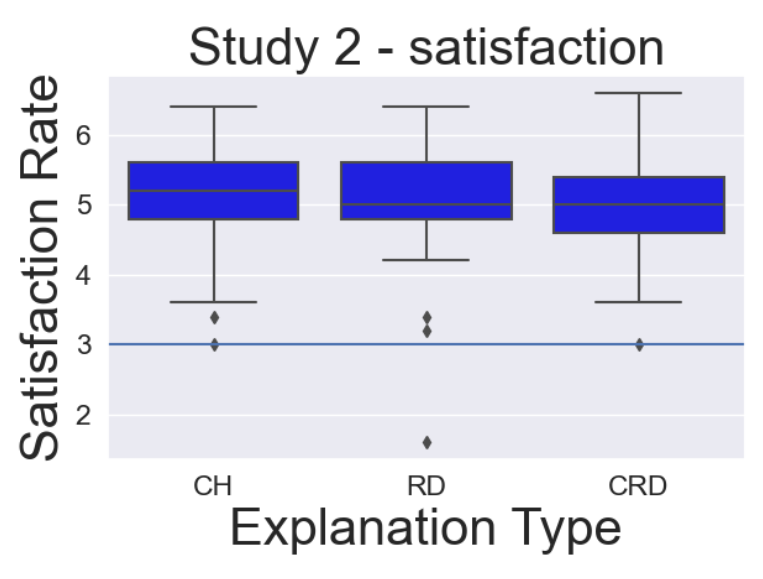 Study 2 - satisfaction
Satisfaction Rate
6
5
4
3
2
CH RD CRD
Explanation Type